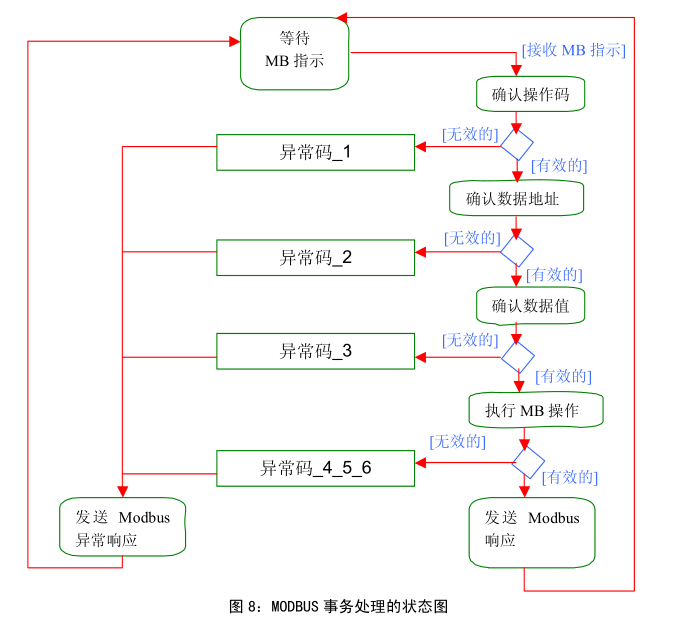 等待
MB 指示
[接收 MB 指示]
确认操作码
[无效的]
异常码_1
[有效的]
确认数据地址
[无效的]
异常码_2
[有效的]
确认数据值
[无效的]
异常码_3
[有效的]
执行 MB 操作
[无效的]
异常码_4_5_6
[有效的]
发送 Modbus
异常响应
发送 Modbus
响应
图 8: MODBUS 事务处理的状态图